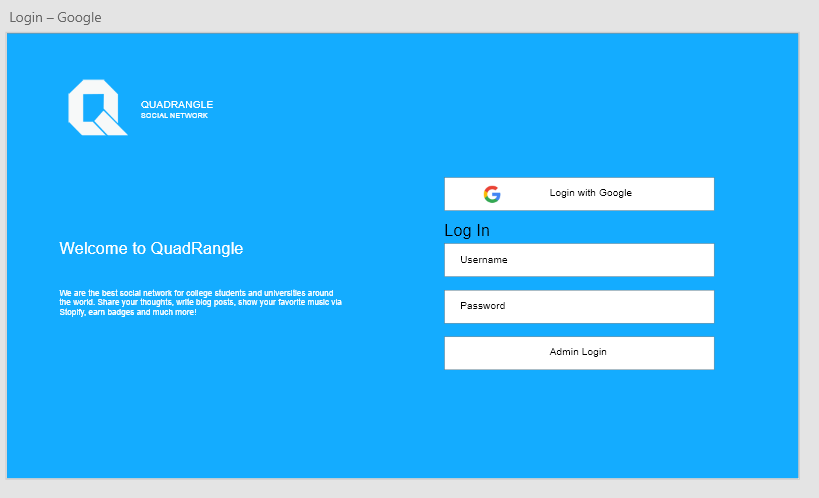 Login – Google
QUADRANGLE
SOCIAL NETWORK
Login with Google
Log In
Username
Password
Admin Login
Welcome to QuadRangle
We are the best social network for college students and universities around
the world. Share your thoughts, write blog posts, show your favorite music via
Stopify, earn badges and much more!